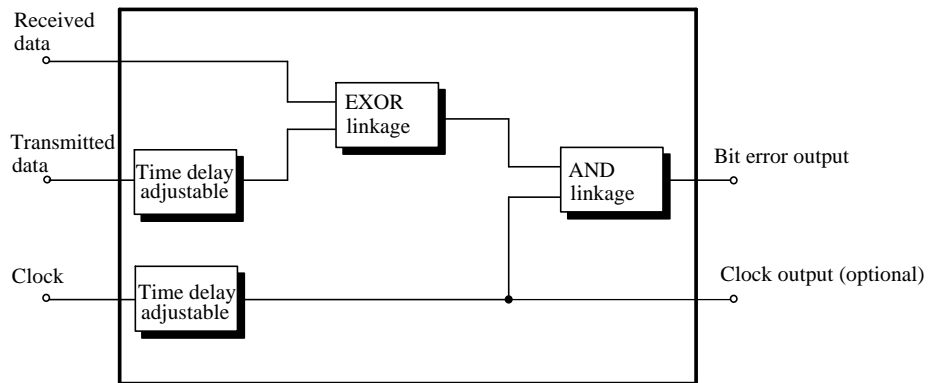 Received
data
EXOR
linkage
Transmitted
data
Time delay
adjustable
AND
linkage
Bit error output
Clock
Time delay
adjustable
Clock output (optional)